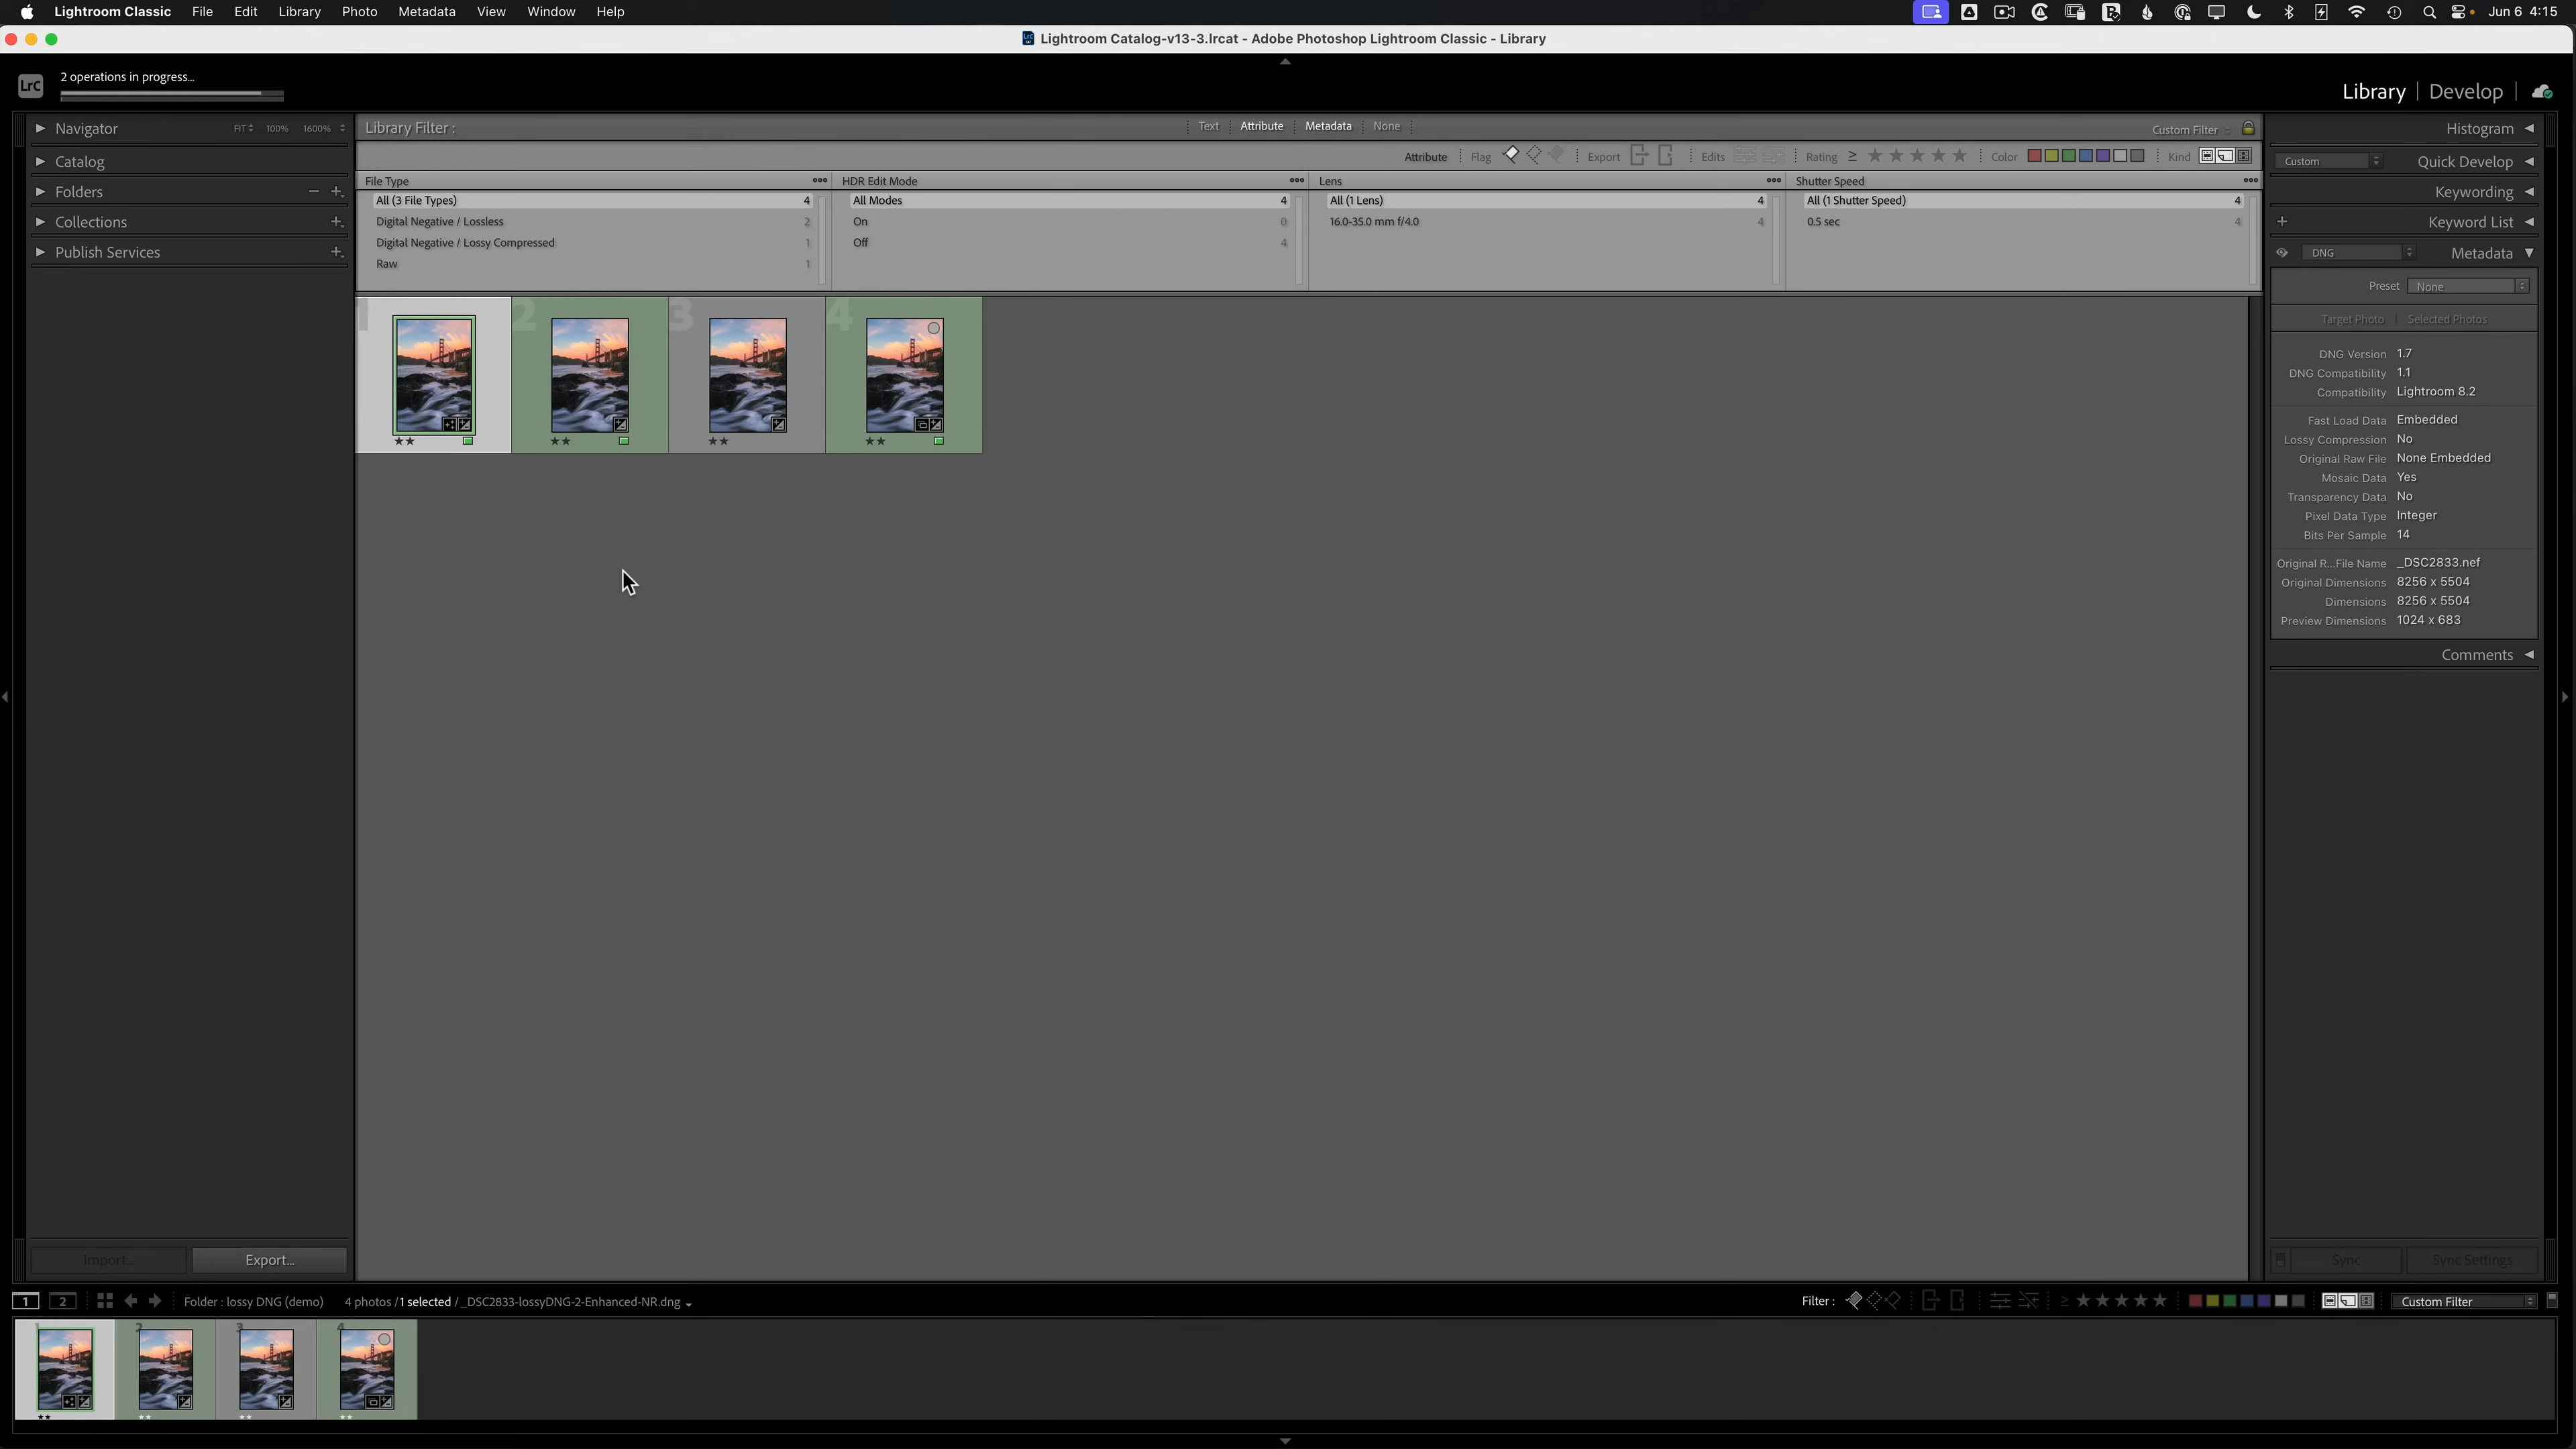 Lightroom Classic File Edit Library Photo Metadata View Window Help Jun 6 4:15
Lightroom Catalog-v13-3.lrcat - Adobe Photoshop Lightroom Classic - Library
LrC 2 operations in progress...
Library | Develop
Navigator FIT 100% 1600%
Catalog
Folders
Collections
Publish Services
Library Filter : Text Attribute Metadata None Custom Filter
Attribute Flag Export Edits Rating ≥ ★ ★ ★ ★ ★ Color Kind
File Type HDR Edit Mode Lens Shutter Speed
All (3 File Types) 4 All Modes 4 All (1 Lens) 4 All (1 Shutter Speed) 4
Digital Negative / Lossless 2 On 0 16.0-35.0 mm f/4.0 4 0.5 sec 4
Digital Negative / Lossy Compressed 1 Off 4
Raw 1
1 2 3 4
★★ ★★ ★★ ★★
Histogram
Custom Quick Develop
Keywording
Keyword List
DNG Metadata
Preset None
Target Photo Selected Photos
DNG Version 1.7
DNG Compatibility 1.1
Compatibility Lightroom 8.2
Fast Load Data Embedded
Lossy Compression No
Original Raw File None Embedded
Mosaic Data Yes
Transparency Data No
Pixel Data Type Integer
Bits Per Sample 14
Original R...File Name _DSC2833.nef
Original Dimensions 8256 x 5504
Dimensions 8256 x 5504
Preview Dimensions 1024 x 683
Comments
Import... Export... Sync Sync Settings
1 2 Folder : lossy DNG (demo) 4 photos / 1 selected / _DSC2833-lossyDNG-2-Enhanced-NR.dng Filter : ≥ ★ ★ ★ ★ ★ Custom Filter
1 2 3 4
★★ ★★ ★★ ★★